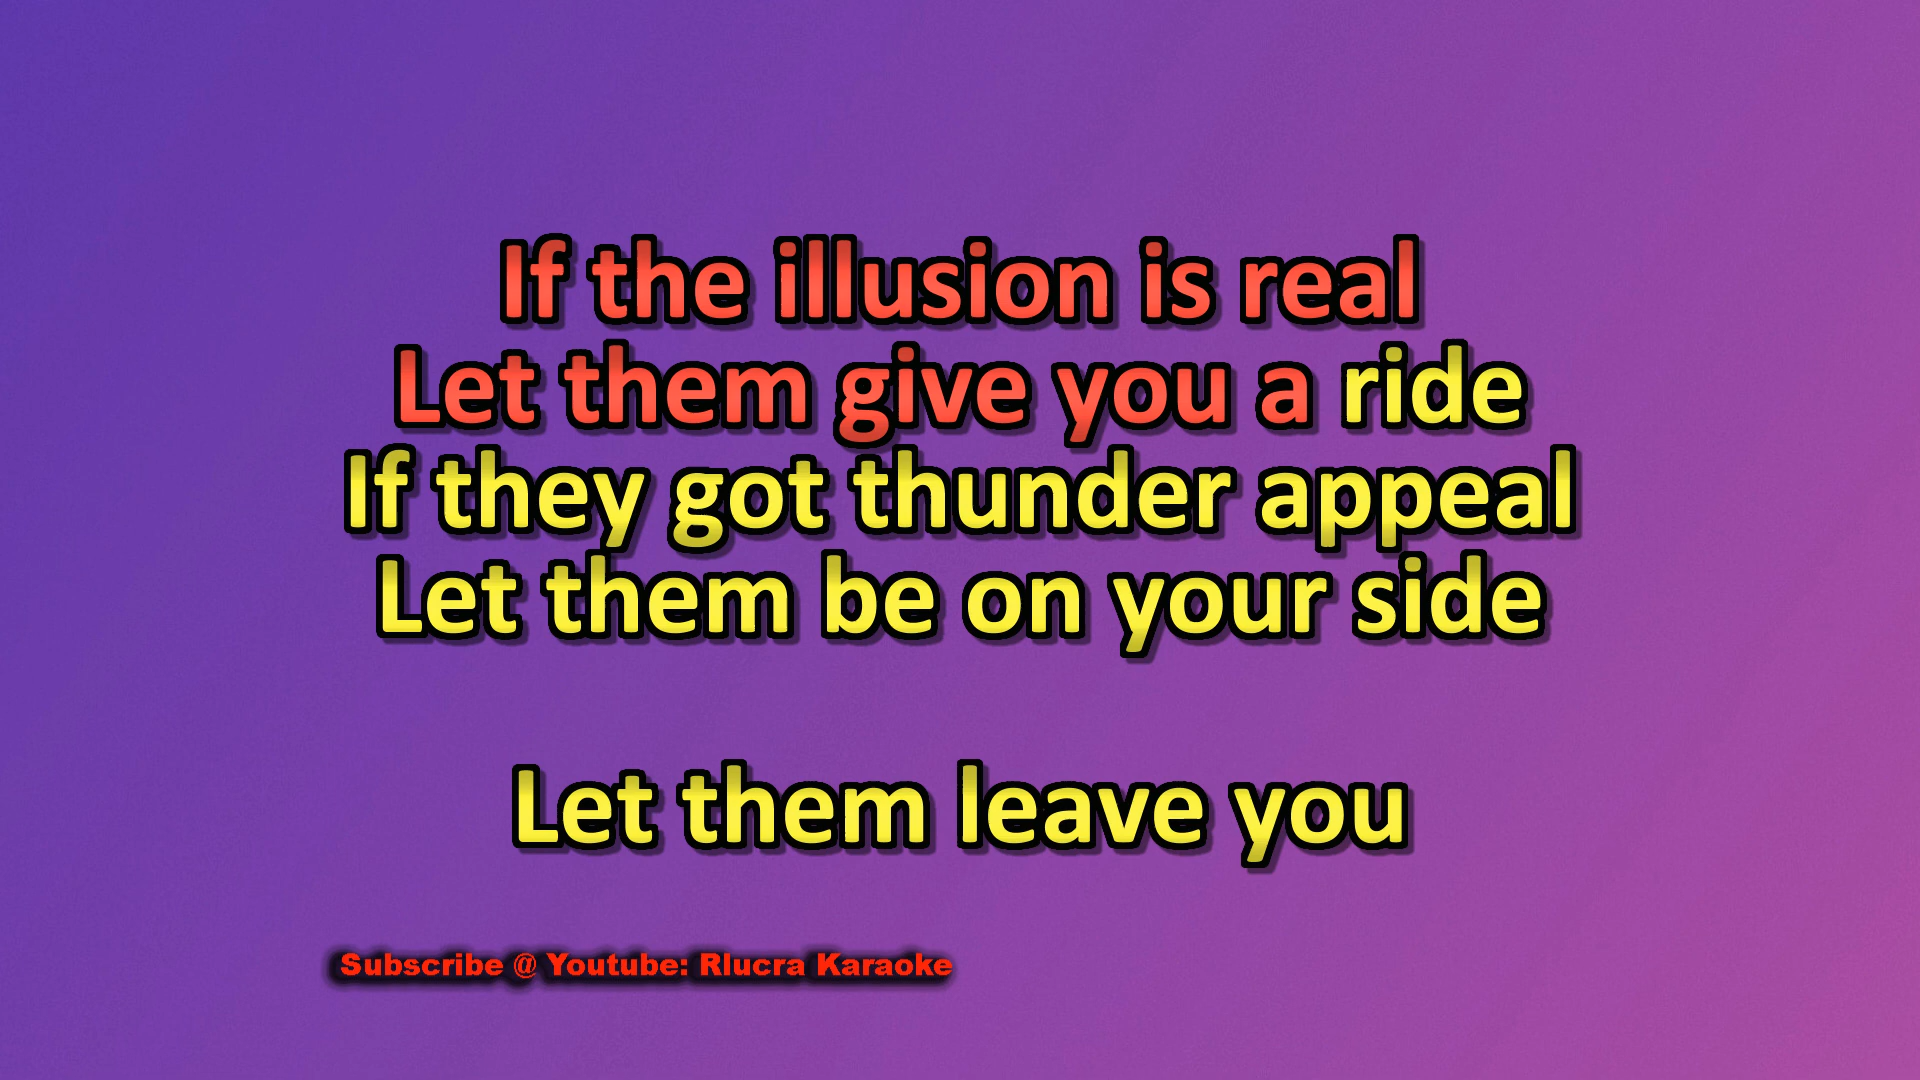 If the illusion is real
Let them give you a ride
If they got thunder appeal
Let them be on your side
Let them leave you
Subscribe @ Youtube: Rlucra Karaoke